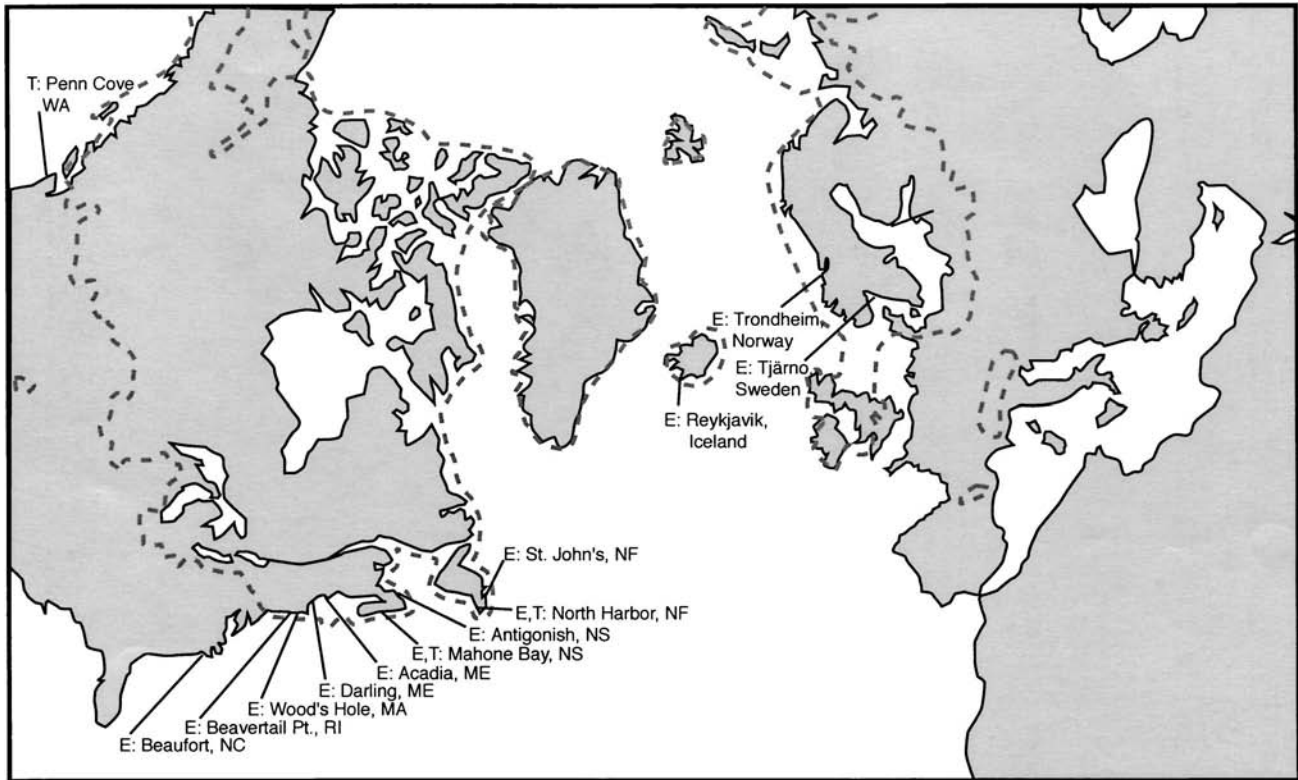 T: Penn Cove
WA
E: Trondheim,
Norway
E: Tjärno
Sweden
E: Reykjavik,
Iceland
E: St. John's, NF
E,T: North Harbor, NF
E: Antigonish, NS
E,T: Mahone Bay, NS
E: Acadia, ME
E: Darling, ME
E: Wood's Hole, MA
E: Beavertail Pt., RI
E: Beaufort, NC